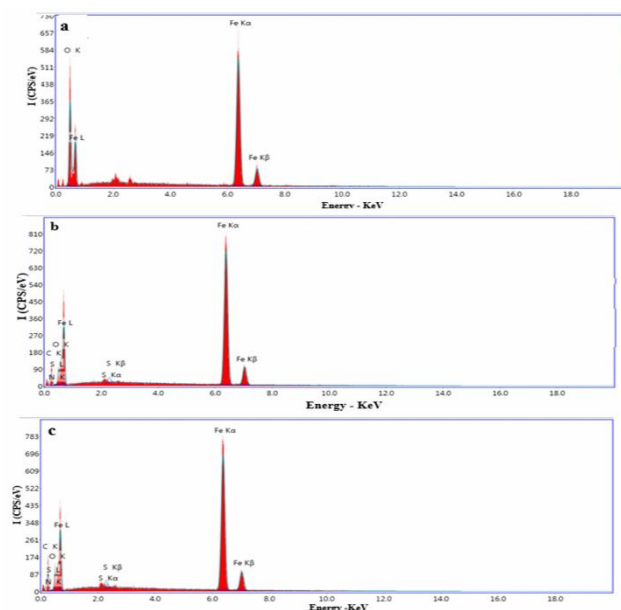 a
Fe Kα
O K
Fe L
Fe Kβ
I (CPS/eV)
730
657
584
511
438
365
292
219
146
73
0.0 2.0 4.0 6.0 8.0 10.0 12.0 14.0 16.0 18.0
Energy - KeV
b
Fe Kα
Fe L
C O K
K
S L
N K
S Kβ
S Kα
Fe Kβ
I (CPS/eV)
810
720
630
540
450
360
270
180
90
0
0.0 2.0 4.0 6.0 8.0 10.0 12.0 14.0 16.0 18.0
Energy - KeV
c
Fe Kα
Fe L
C K
O K
S L
N K
S Kβ
S Kα
Fe Kβ
I (CPS/eV)
783
696
609
522
435
348
261
174
87
0
0.0 2.0 4.0 6.0 8.0 10.0 12.0 14.0 16.0 18.0
Energy -KeV